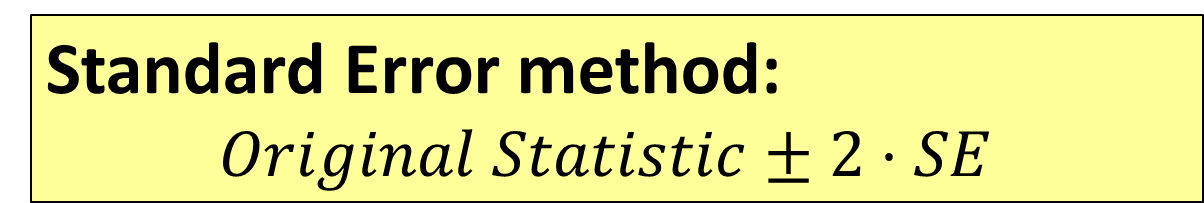 Standard Error method:
Original Statistic ± 2 · SE